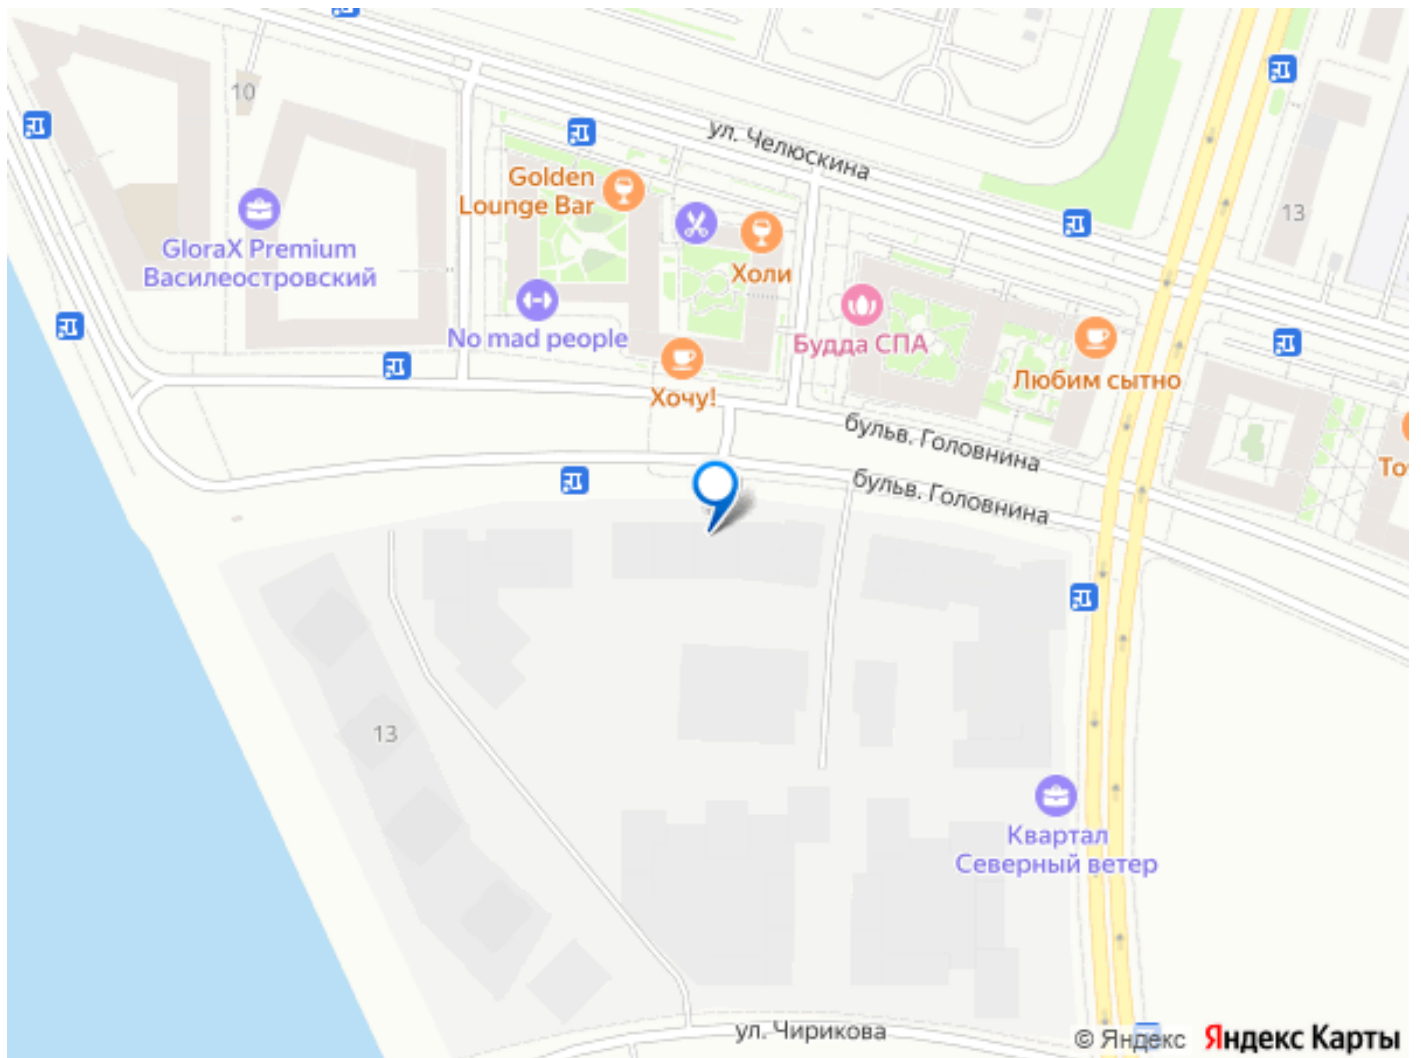 10
ул. Челюскина
Golden
Lounge Bar
13
GloraX Premium
Василеостровский
Холи
No mad people
Будда СПА
Любим сытно
Хочу!
бульв. Головнина
То
бульв. Головнина
13
Квартал
Северный ветер
ул. Чирикова
© Яндекс Яндекс Карты